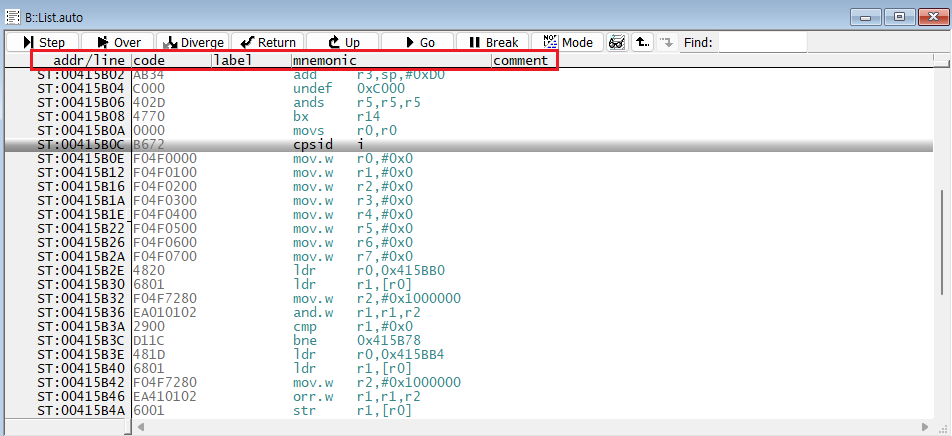 B::List.auto
Step Over Diverge Return Up Go Break Mode Find:
addr/line code label mnemonic comment
ST:00415B02 AB34 add r3,sp,#0xD0
ST:00415B04 C000 undef 0xC000
ST:00415B06 402D ands r5,r5,r5
ST:00415B08 4770 bx r14
ST:00415B0A 0000 movs r0,r0
ST:00415B0C B672 cpsid i
ST:00415B0E F04F0000 mov.w r0,#0x0
ST:00415B12 F04F0100 mov.w r1,#0x0
ST:00415B16 F04F0200 mov.w r2,#0x0
ST:00415B1A F04F0300 mov.w r3,#0x0
ST:00415B1E F04F0400 mov.w r4,#0x0
ST:00415B22 F04F0500 mov.w r5,#0x0
ST:00415B26 F04F0600 mov.w r6,#0x0
ST:00415B2A F04F0700 mov.w r7,#0x0
ST:00415B2E 4820 ldr r0,0x415BB0
ST:00415B30 6801 ldr r1,[r0]
ST:00415B32 F04F7280 mov.w r2,#0x1000000
ST:00415B36 EA010102 and.w r1,r1,r2
ST:00415B3A 2900 cmp r1,#0x0
ST:00415B3C D11C bne 0x415B78
ST:00415B3E 481D ldr r0,0x415BB4
ST:00415B40 6801 ldr r1,[r0]
ST:00415B42 F04F7280 mov.w r2,#0x1000000
ST:00415B46 EA410102 orr.w r1,r1,r2
ST:00415B4A 6001 str r1,[r0]